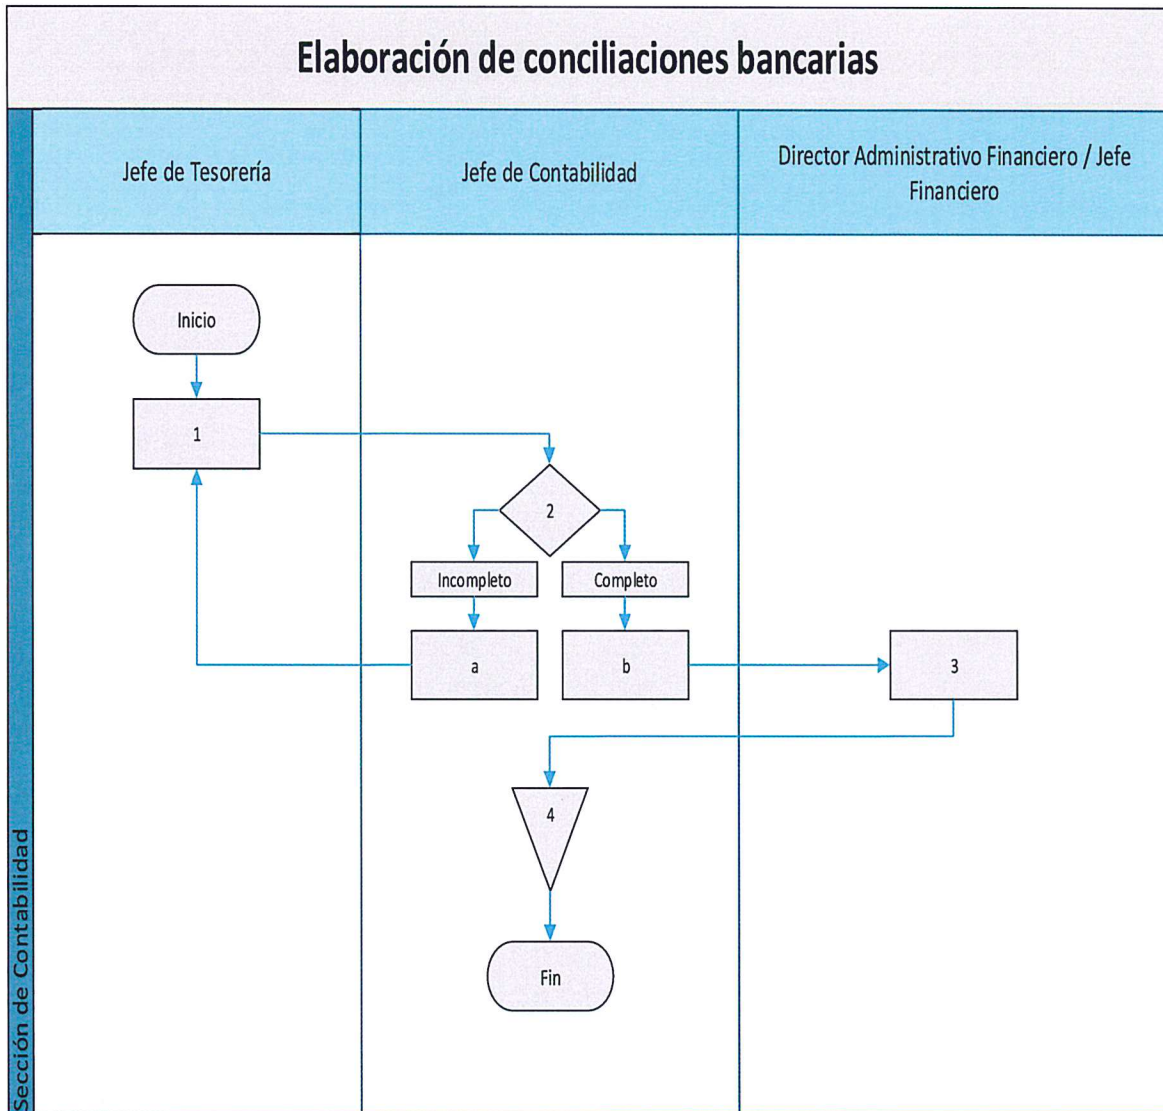 Elaboración de conciliaciones bancarias
Jefe de Tesorería
Jefe de Contabilidad
Director Administrativo Financiero / Jefe
Financiero
Inicio
1
2
Incompleto
Completo
a
b
3
4
Fin
Sección de Contabilidad